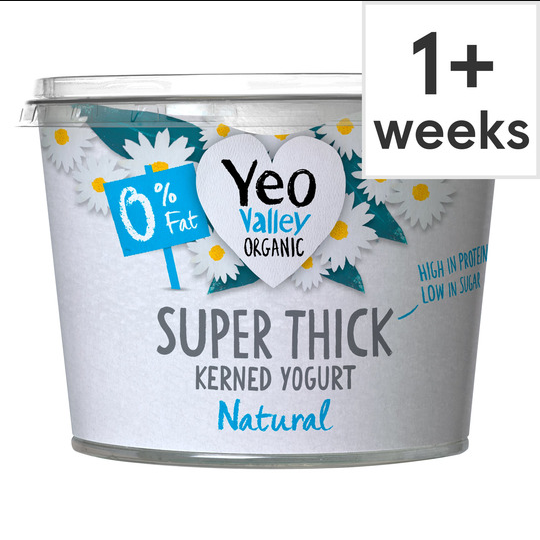 1+
weeks
0%
Fat
Yeo
Valley
ORGANIC
HIGH IN PROTEIN
LOW IN SUGAR
SUPER THICK
KERNED YOGURT
Natural